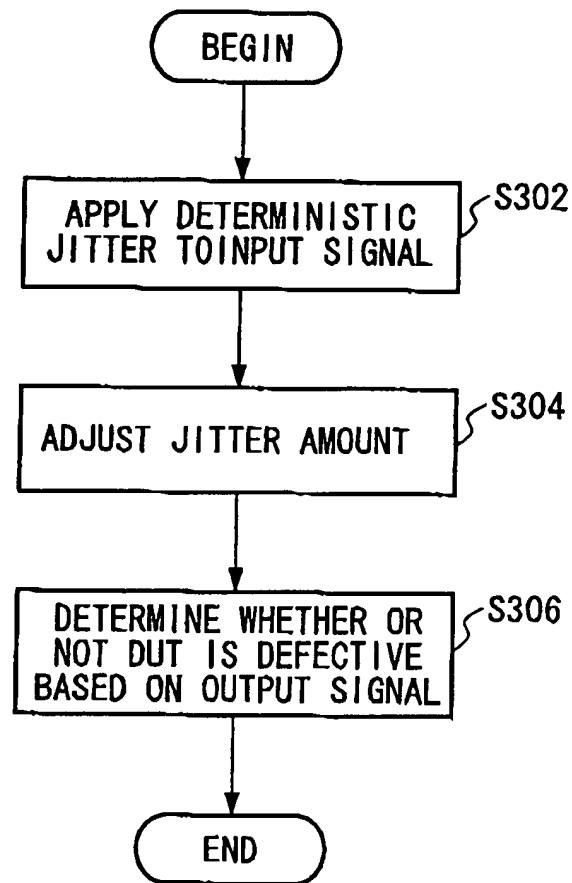 BEGIN
APPLY DETERMINISTIC
JITTER TOINPUT SIGNAL
S302
ADJUST JITTER AMOUNT
S304
DETERMINE WHETHER OR
NOT DUT IS DEFECTIVE
BASED ON OUTPUT SIGNAL
S306
END